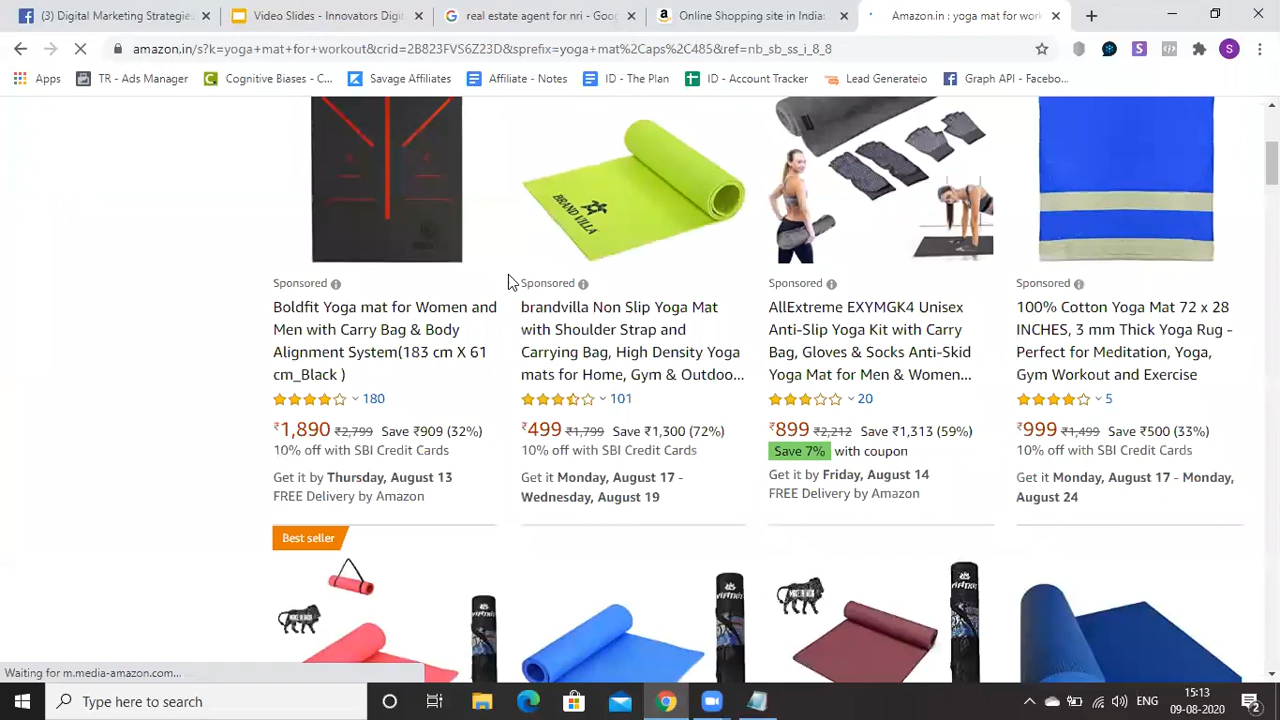 (3) Digital Marketing Strategies
Video Slides - Innovators Digi
real estate agent for nri - Goog
Online Shopping site in India:
Amazon.in : yoga mat for work
amazon.in/s?k=yoga+mat+for+workout&crid=2B823FVS6Z23D&sprefix=yoga+mat%2Caps%2C485&ref=nb_sb_ss_i_8_8
Apps
TR - Ads Manager
Cognitive Biases - C...
Savage Affiliates
Affiliate - Notes
ID - The Plan
ID - Account Tracker
Lead Generateio
Graph API - Facebo...
BRAND VILLA
Sponsored
Sponsored
Sponsored
Sponsored
Boldfit Yoga mat for Women and
Men with Carry Bag & Body
Alignment System(183 cm X 61
cm_Black )
180
₹1,890 ₹2,799 Save ₹909 (32%)
10% off with SBI Credit Cards
Get it by Thursday, August 13
FREE Delivery by Amazon
brandvilla Non Slip Yoga Mat
with Shoulder Strap and
Carrying Bag, High Density Yoga
mats for Home, Gym & Outdoo...
101
₹499 ₹1,799 Save ₹1,300 (72%)
10% off with SBI Credit Cards
Get it Monday, August 17 -
Wednesday, August 19
AllExtreme EXYMGK4 Unisex
Anti-Slip Yoga Kit with Carry
Bag, Gloves & Socks Anti-Skid
Yoga Mat for Men & Women...
20
₹899 ₹2,212 Save ₹1,313 (59%)
Save 7% with coupon
Get it by Friday, August 14
FREE Delivery by Amazon
100% Cotton Yoga Mat 72 x 28
INCHES, 3 mm Thick Yoga Rug -
Perfect for Meditation, Yoga,
Gym Workout and Exercise
5
₹999 ₹1,499 Save ₹500 (33%)
10% off with SBI Credit Cards
Get it Monday, August 17 - Monday,
August 24
Best seller
Waiting for m.media-amazon.com...
Type here to search
ENG
15:13
09-08-2020
2